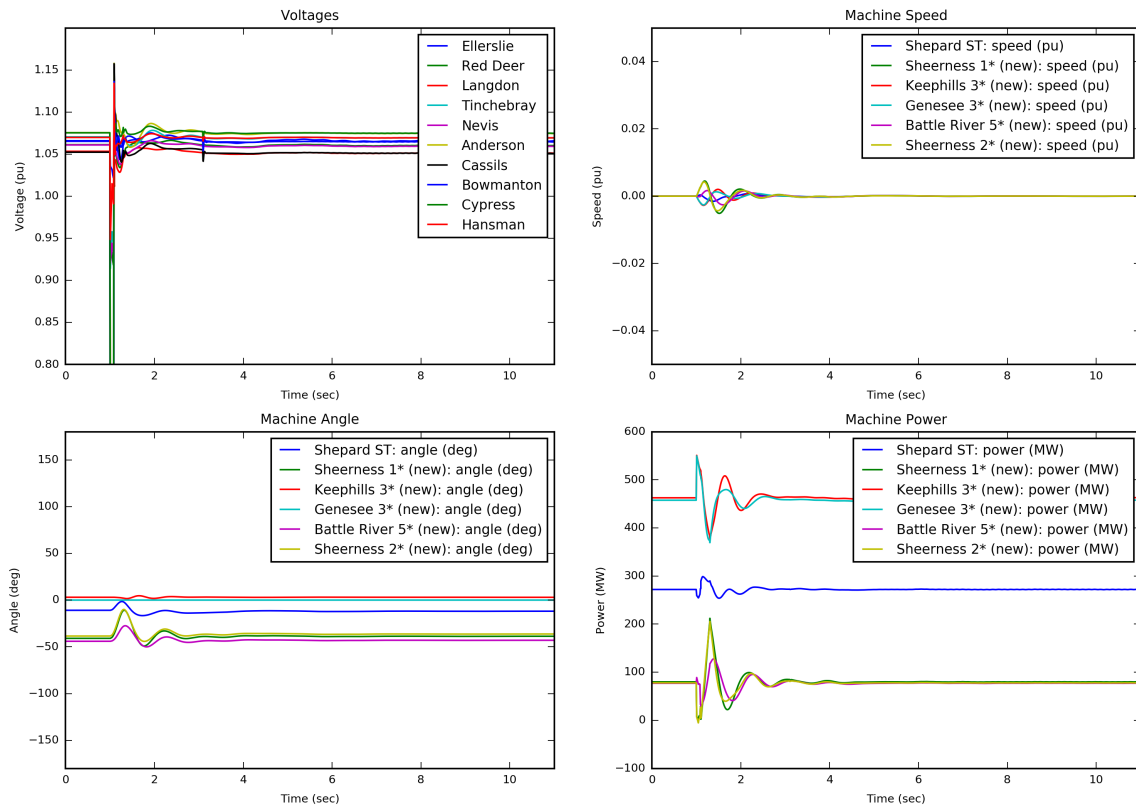 Voltages
1.15
1.10
1.05
1.00
0.95
0.90
0.85
0.80
Voltage (pu)
0
2
4
6
8
10
Time (sec)
Ellerslie
Red Deer
Langdon
Tinchebray
Nevis
Anderson
Cassils
Bowmanton
Cypress
Hansman
Machine Speed
0.04
0.02
0.00
−0.02
−0.04
Speed (pu)
0
2
4
6
8
10
Time (sec)
Shepard ST: speed (pu)
Sheerness 1* (new): speed (pu)
Keephills 3* (new): speed (pu)
Genesee 3* (new): speed (pu)
Battle River 5* (new): speed (pu)
Sheerness 2* (new): speed (pu)
Machine Angle
150
100
50
0
−50
−100
−150
Angle (deg)
0
2
4
6
8
10
Time (sec)
Shepard ST: angle (deg)
Sheerness 1* (new): angle (deg)
Keephills 3* (new): angle (deg)
Genesee 3* (new): angle (deg)
Battle River 5* (new): angle (deg)
Sheerness 2* (new): angle (deg)
Machine Power
600
500
400
300
200
100
0
−100
Power (MW)
0
2
4
6
8
10
Time (sec)
Shepard ST: power (MW)
Sheerness 1* (new): power (MW)
Keephills 3* (new): power (MW)
Genesee 3* (new): power (MW)
Battle River 5* (new): power (MW)
Sheerness 2* (new): power (MW)